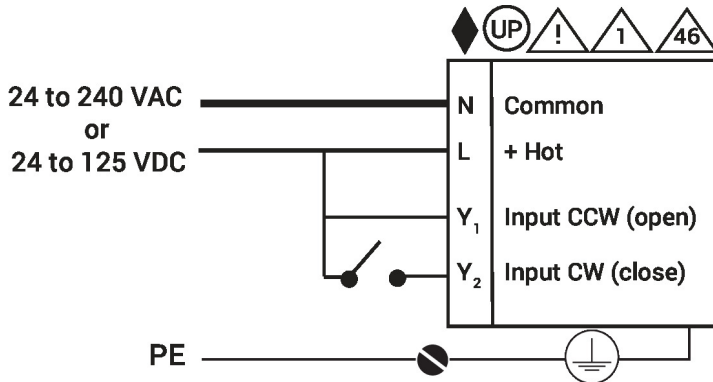 UP ! 1 46
24 to 240 VAC
or
24 to 125 VDC
N Common
L + Hot
Y₁ Input CCW (open)
Y₂ Input CW (close)
PE